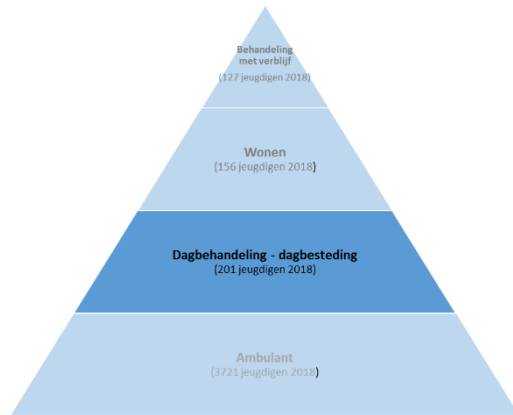 Behandeling
met verblijf
(127 jeugdigen 2018)
Wonen
(156 jeugdigen 2018)
Dagbehandeling - dagbesteding
(201 jeugdigen 2018)
Ambulant
(3721 jeugdigen 2018)